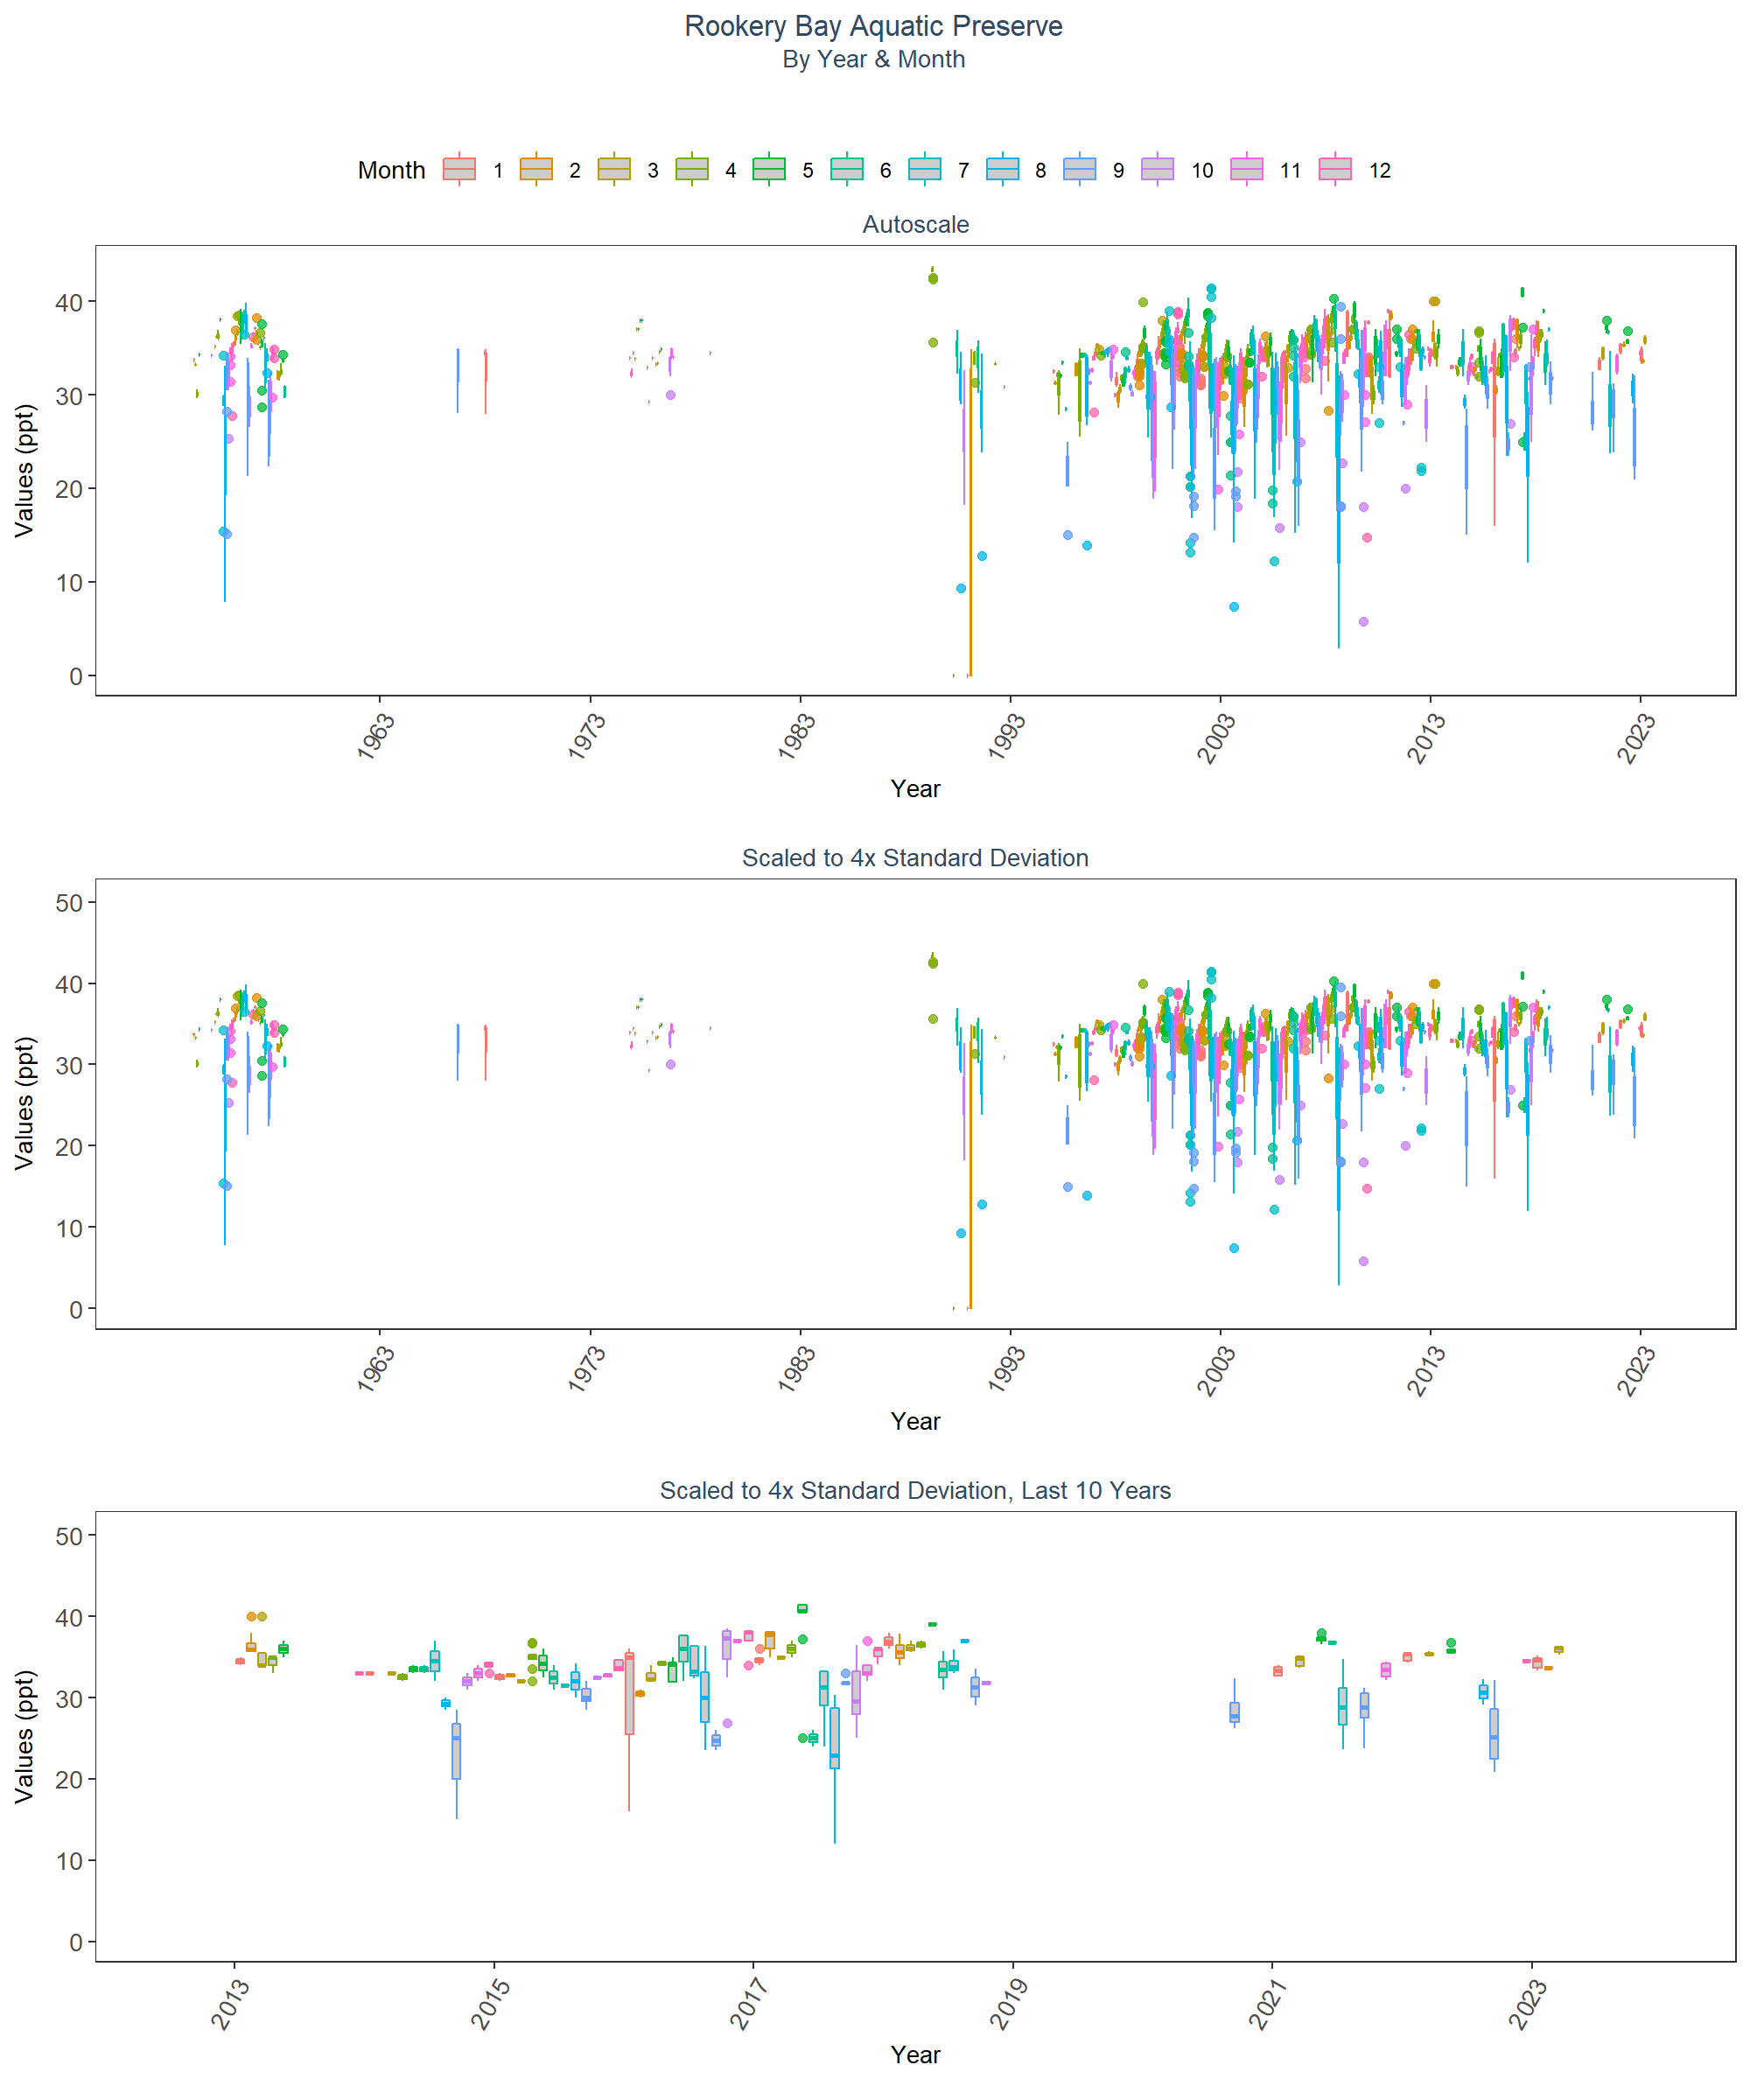 Rookery Bay Aquatic Preserve
By Year & Month
Month 1 2 3 4 5 6 7 8 9 10 11 12
Autoscale
Values (ppt)
40
30
20
10
0
1963 1973 1983 1993 2003 2013 2023
Year
Scaled to 4x Standard Deviation
Values (ppt)
50
40
30
20
10
0
1963 1973 1983 1993 2003 2013 2023
Year
Scaled to 4x Standard Deviation, Last 10 Years
Values (ppt)
50
40
30
20
10
0
2013 2015 2017 2019 2021 2023
Year